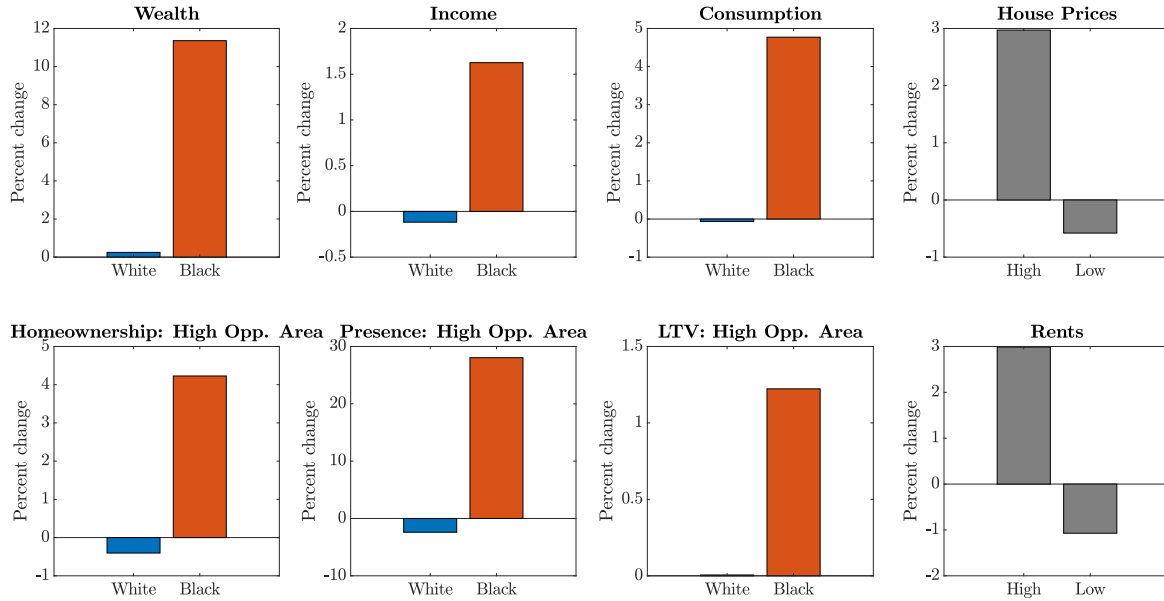 Wealth
Percent change
12
10
8
6
4
2
0
White Black
Income
Percent change
2
1.5
1
0.5
0
-0.5
White Black
Consumption
Percent change
5
4
3
2
1
0
-1
White Black
House Prices
Percent change
3
2
1
0
-1
High Low
Homeownership: High Opp. Area
Percent change
5
4
3
2
1
0
-1
White Black
Presence: High Opp. Area
Percent change
30
20
10
0
-10
White Black
LTV: High Opp. Area
Percent change
1.5
1
0.5
0
White Black
Rents
Percent change
3
2
1
0
-1
-2
High Low